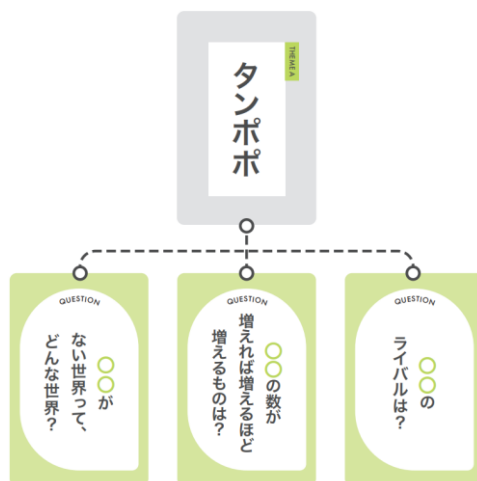 THEME A
タンポポ
QUESTION
〇〇の
ライバルは？
QUESTION
〇〇の数が
増えれば増えるほど
増えるものは？
QUESTION
〇〇が
ない世界って、
どんな世界？